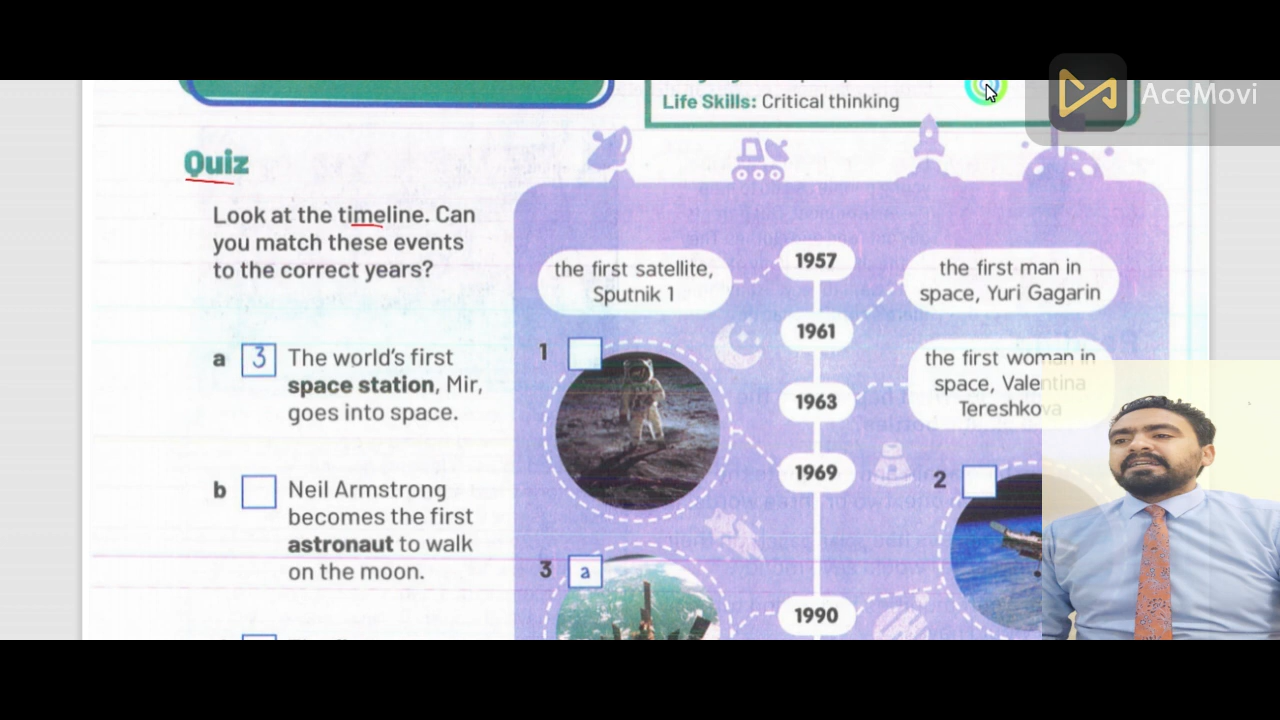 AceMovi
Life Skills: Critical thinking
Quiz
Look at the timeline. Can
you match these events
to the correct years?
a 3 The world's first
space station, Mir,
goes into space.
b Neil Armstrong
becomes the first
astronaut to walk
on the moon.
the first satellite,
Sputnik 1
1957
the first man in
space, Yuri Gagarin
1961
1
the first woman in
space, Valentina
Tereshkova
1963
1969
2
3 a
1990